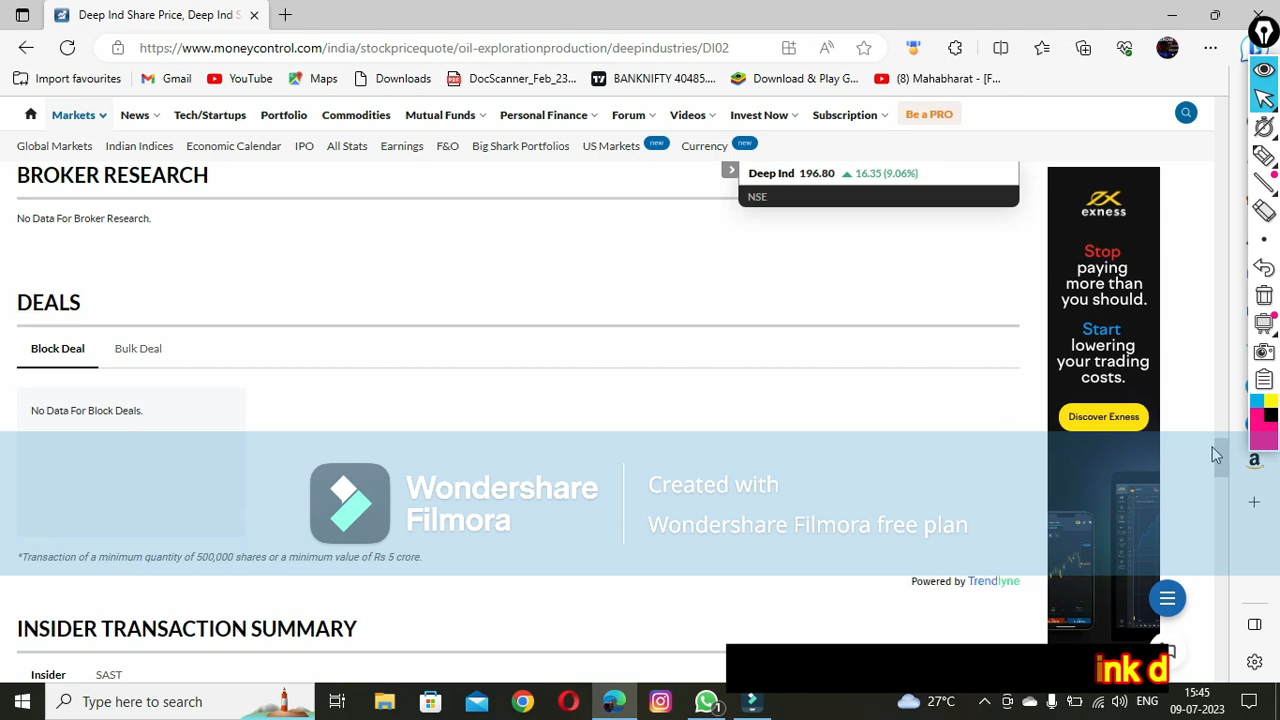 Deep Ind Share Price, Deep Ind S
https://www.moneycontrol.com/india/stockpricequote/oil-explorationproduction/deepindustries/DI02
Import favourites
Gmail
YouTube
Maps
Downloads
DocScanner_Feb_23...
BANKNIFTY 40485....
Download & Play G...
(8) Mahabharat - [F...
Markets
News
Tech/Startups
Portfolio
Commodities
Mutual Funds
Personal Finance
Forum
Videos
Invest Now
Subscription
Be a PRO
Global Markets
Indian Indices
Economic Calendar
IPO
All Stats
Earnings
F&O
Big Shark Portfolios
US Markets
new
Currency
new
BROKER RESEARCH
Deep Ind 196.80 16.35 (9.06%)
NSE
No Data For Broker Research.
exness
Stop
paying
more than
you should.
Start
lowering
your trading
costs.
Discover Exness
DEALS
Block Deal
Bulk Deal
No Data For Block Deals.
Wondershare
Filmora
Created with
Wondershare Filmora free plan
*Transaction of a minimum quantity of 500,000 shares or a minimum value of Rs 5 crore.
Powered by Trendlyne
INSIDER TRANSACTION SUMMARY
Insider
SAST
ink d
Type here to search
1
27°C
ENG
15:45
09-07-2023